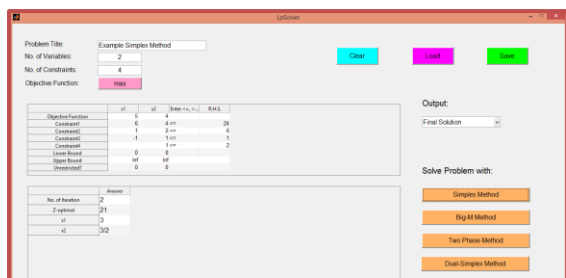 LpSolver
Problem Title: Example Simplex Method
No. of Variables: 2
No. of Constraints: 4
Objective Function: max
Clear
Load
Save
x1 x2 Enter <=, =, ... R.H.S.
Objective Function 5 4
Constraint1 6 4 <= 24
Constraint2 1 2 <= 6
Constraint3 -1 1 <= 1
Constraint4 1 <= 2
Lower Bound 0 0
Upper Bound Inf Inf
Unrestricted? 0 0
Output:
Final Solution
Answer
No. of Iteration 2
Z-optimal 21
x1 3
x2 3/2
Solve Problem with:
Simplex Method
Big-M Method
Two Phase Method
Dual-Simplex Method